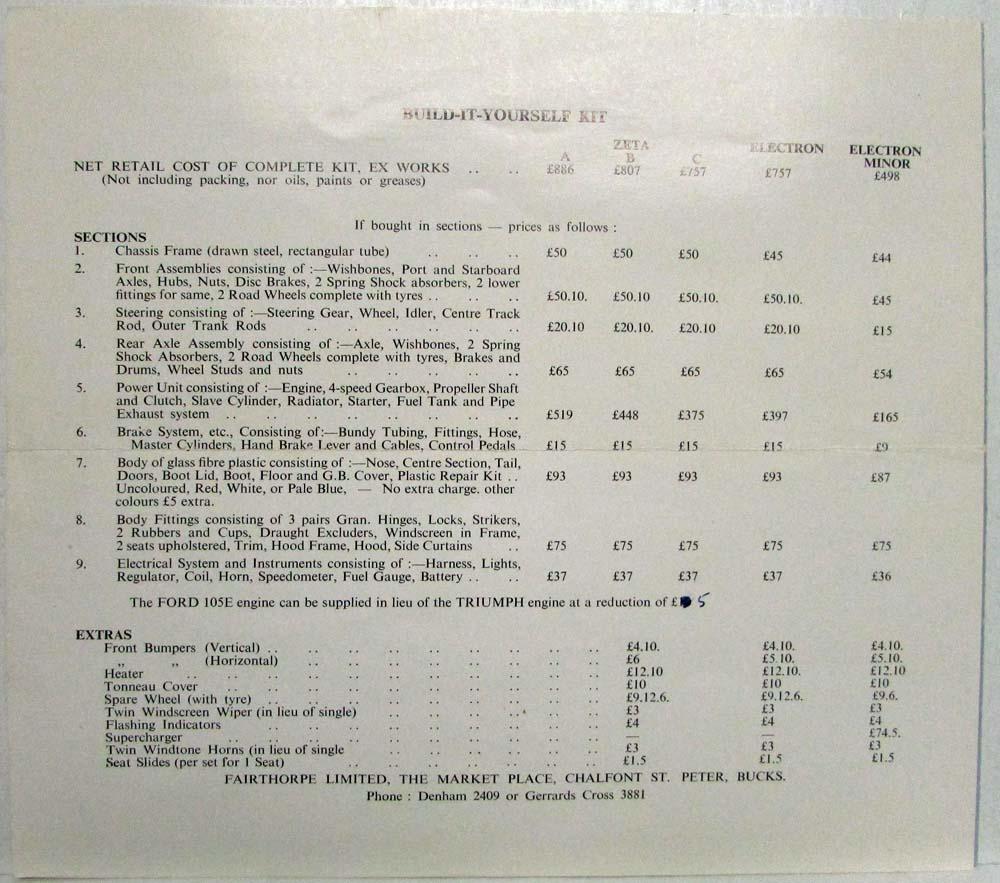 BUILD-IT-YOURSELF KIT
ZETA ELECTRON ELECTRON
A B C MINOR
NET RETAIL COST OF COMPLETE KIT, EX WORKS .. .. £886 £807 £757 £757 £498
(Not including packing, nor oils, paints or greases)
If bought in sections — prices as follows :
SECTIONS
1. Chassis Frame (drawn steel, rectangular tube) .. .. .. £50 £50 £50 £45 £44
2. Front Assemblies consisting of :—Wishbones, Port and Starboard
Axles, Hubs, Nuts, Disc Brakes, 2 Spring Shock absorbers, 2 lower
fittings for same, 2 Road Wheels complete with tyres .. .. .. £50.10. £50.10 £50.10. £50.10. £45
3. Steering consisting of :—Steering Gear, Wheel, Idler, Centre Track
Rod, Outer Trank Rods .. .. .. .. .. .. £20.10 £20.10. £20.10 £20.10 £15
4. Rear Axle Assembly consisting of :—Axle, Wishbones, 2 Spring
Shock Absorbers, 2 Road Wheels complete with tyres, Brakes and
Drums, Wheel Studs and nuts .. .. .. .. .. £65 £65 £65 £65 £54
5. Power Unit consisting of :—Engine, 4-speed Gearbox, Propeller Shaft
and Clutch, Slave Cylinder, Radiator, Starter, Fuel Tank and Pipe
Exhaust system .. .. .. .. .. .. .. .. £519 £448 £375 £397 £165
6. Brake System, etc., Consisting of:—Bundy Tubing, Fittings, Hose,
Master Cylinders, Hand Brake Lever and Cables, Control Pedals £15 £15 £15 £15 £9
7. Body of glass fibre plastic consisting of :—Nose, Centre Section, Tail,
Doors, Boot Lid, Boot, Floor and G.B. Cover, Plastic Repair Kit .. £93 £93 £93 £93 £87
Uncoloured, Red, White, or Pale Blue, — No extra charge. other
colours £5 extra.
8. Body Fittings consisting of 3 pairs Gran. Hinges, Locks, Strikers,
2 Rubbers and Cups, Draught Excluders, Windscreen in Frame,
2 seats upholstered, Trim, Hood Frame, Hood, Side Curtains .. £75 £75 £75 £75 £75
9. Electrical System and Instruments consisting of :—Harness, Lights,
Regulator, Coil, Horn, Speedometer, Fuel Gauge, Battery .. .. £37 £37 £37 £37 £36
The FORD 105E engine can be supplied in lieu of the TRIUMPH engine at a reduction of £ 5
EXTRAS
Front Bumpers (Vertical) .. .. .. .. .. .. .. .. .. £4.10. £4.10. £4.10.
„ „ (Horizontal) .. .. .. .. .. .. .. .. £6 £5.10. £5.10.
Heater .. .. .. .. .. .. .. .. .. .. .. £12.10 £12.10. £12.10
Tonneau Cover .. .. .. .. .. .. .. .. .. .. £10 £10 £10
Spare Wheel (with tyre) .. .. .. .. .. .. .. .. .. £9.12.6. £9.12.6. £9.6.
Twin Windscreen Wiper (in lieu of single) .. .. .. .. .. .. £3 £3 £3
Flashing Indicators .. .. .. .. .. .. .. .. .. £4 £4 £4
Supercharger .. .. .. .. .. .. .. .. .. .. — — £74.5.
Twin Windtone Horns (in lieu of single .. .. .. .. .. .. £3 £3 £3
Seat Slides (per set for 1 Seat) .. .. .. .. .. .. .. £1.5 £1.5 £1.5
FAIRTHORPE LIMITED, THE MARKET PLACE, CHALFONT ST. PETER, BUCKS.
Phone : Denham 2409 or Gerrards Cross 3881